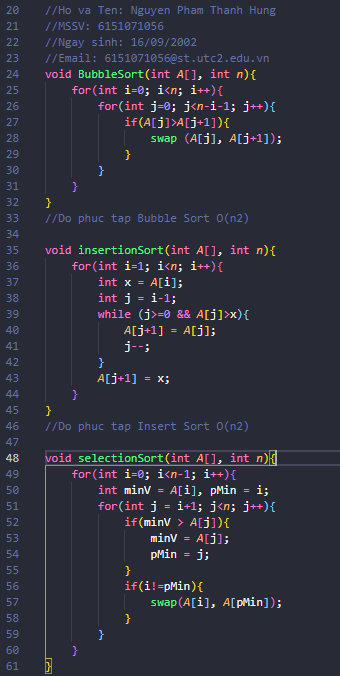 20 //Ho va Ten: Nguyen Pham Thanh Hung
21 //MSSV: 6151071056
22 //Ngay sinh: 16/09/2002
23 //Email: 6151071056@st.utc2.edu.vn
24 void BubbleSort(int A[], int n){
25     for(int i=0; i<n; i++){
26         for(int j=0; j<n-i-1; j++){
27             if(A[j]>A[j+1]){
28                 swap (A[j], A[j+1]);
29             }
30         }
31     }
32 }
33 //Do phuc tap Bubble Sort O(n2)
34
35 void insertionSort(int A[], int n){
36     for(int i=1; i<n; i++){
37         int x = A[i];
38         int j = i-1;
39         while (j>=0 && A[j]>x){
40             A[j+1] = A[j];
41             j--;
42         }
43         A[j+1] = x;
44     }
45 }
46 //Do phuc tap Insert Sort O(n2)
47
48 void selectionSort(int A[], int n){
49     for(int i=0; i<n-1; i++){
50         int minV = A[i], pMin = i;
51         for(int j = i+1; j<n; j++){
52             if(minV > A[j]){
53                 minV = A[j];
54                 pMin = j;
55             }
56             if(i!=pMin){
57                 swap(A[i], A[pMin]);
58             }
59         }
60     }
61 }